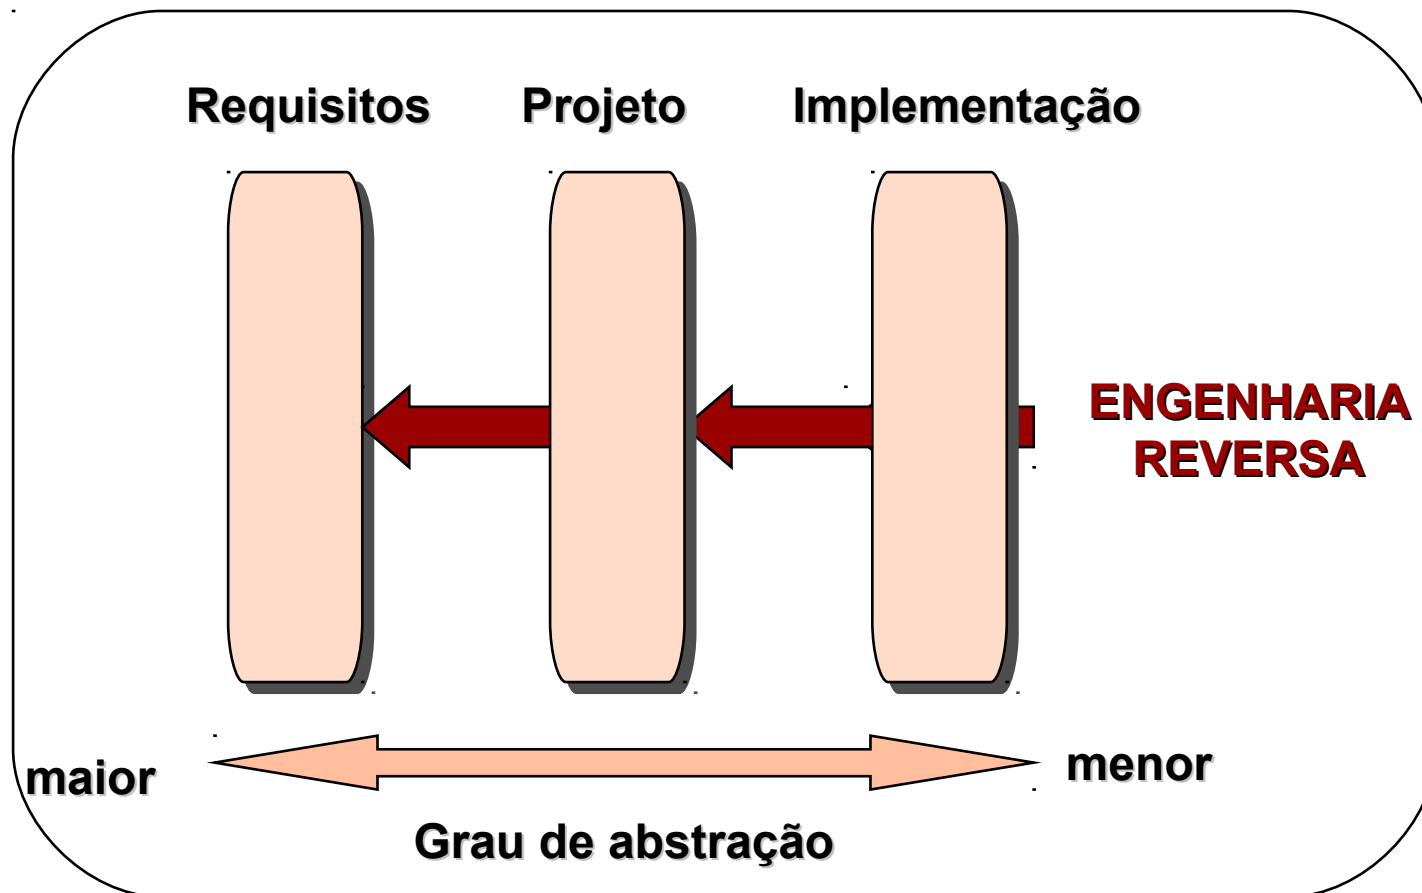 Requisitos Projeto Implementação
ENGENHARIA
REVERSA
maior menor
Grau de abstração